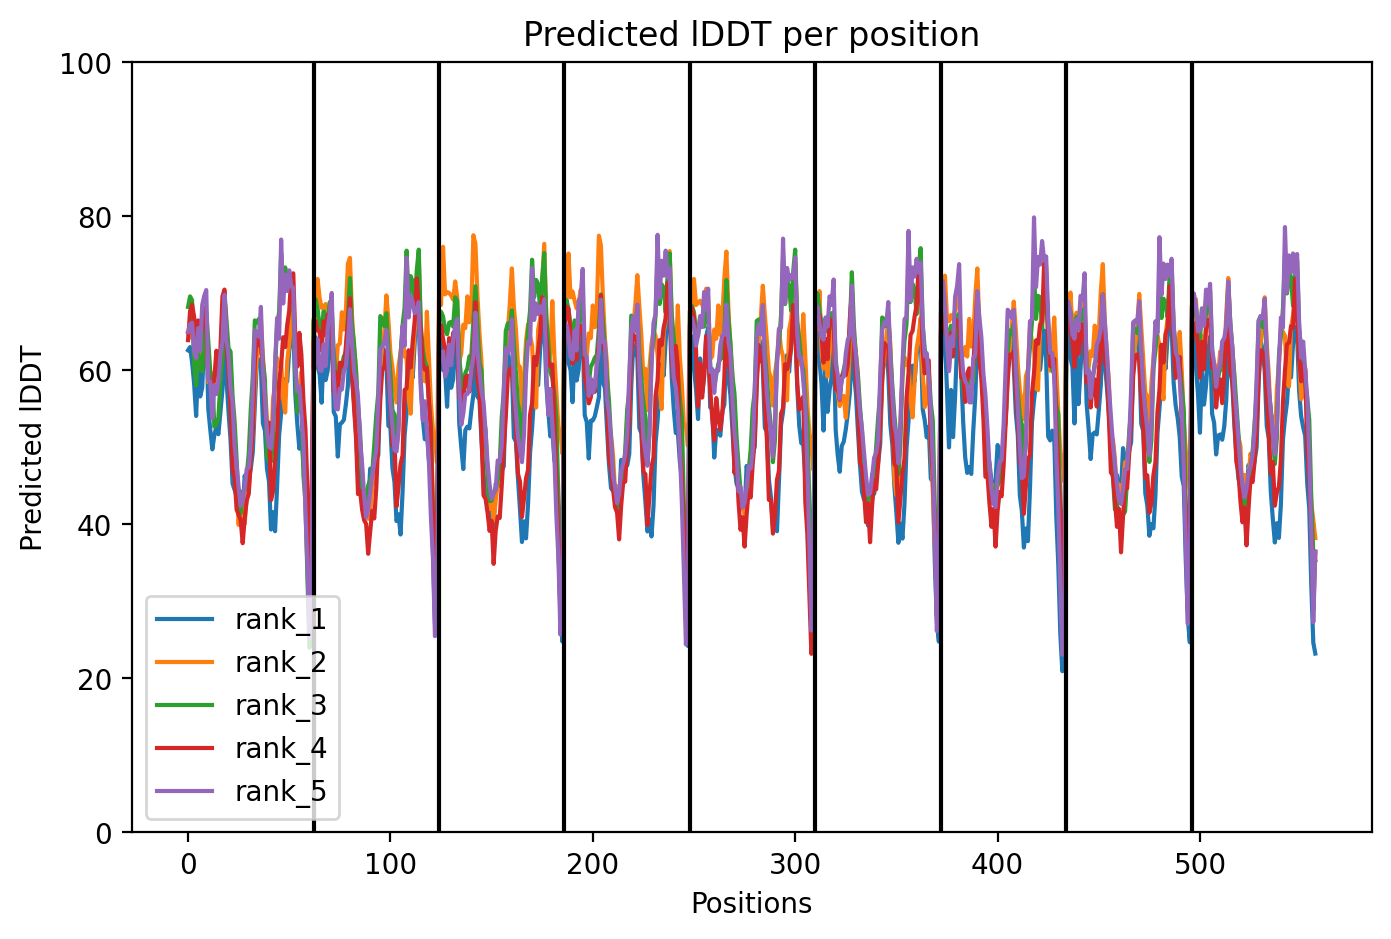 Predicted lDDT per position
100
80
60
40
20
0
Predicted lDDT
rank_1
rank_2
rank_3
rank_4
rank_5
0 100 200 300 400 500
Positions